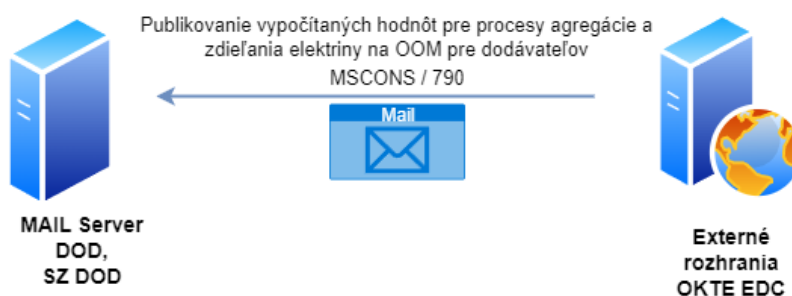 Publikovanie vypočítaných hodnôt pre procesy agregácie a
zdieľania elektriny na OOM pre dodávateľov
MSCONS / 790
Mail
MAIL Server
DOD,
SZ DOD
Externé
rozhrania
OKTE EDC